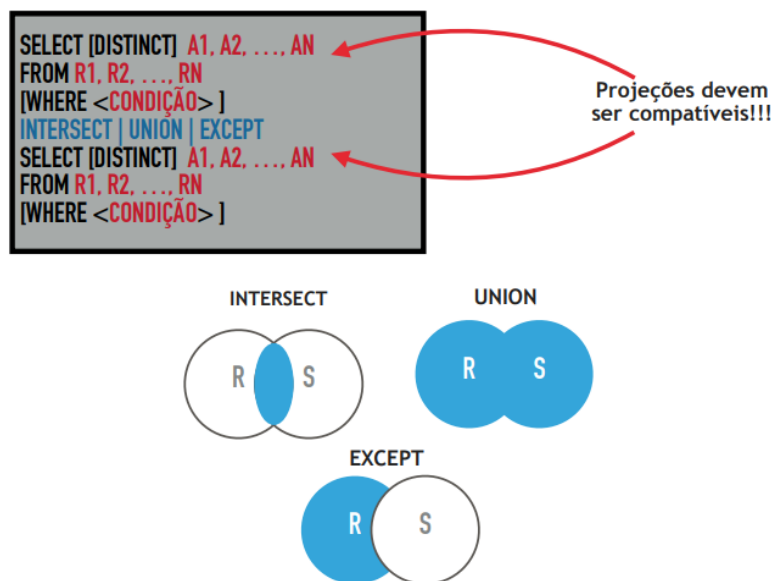 SELECT [DISTINCT] A1, A2, ..., AN
FROM R1, R2, ..., RN
[WHERE <CONDIÇÃO> ]
INTERSECT | UNION | EXCEPT
SELECT [DISTINCT] A1, A2, ..., AN
FROM R1, R2, ..., RN
[WHERE <CONDIÇÃO> ]
Projeções devem
ser compatíveis!!!
INTERSECT
R S
UNION
R S
EXCEPT
R S